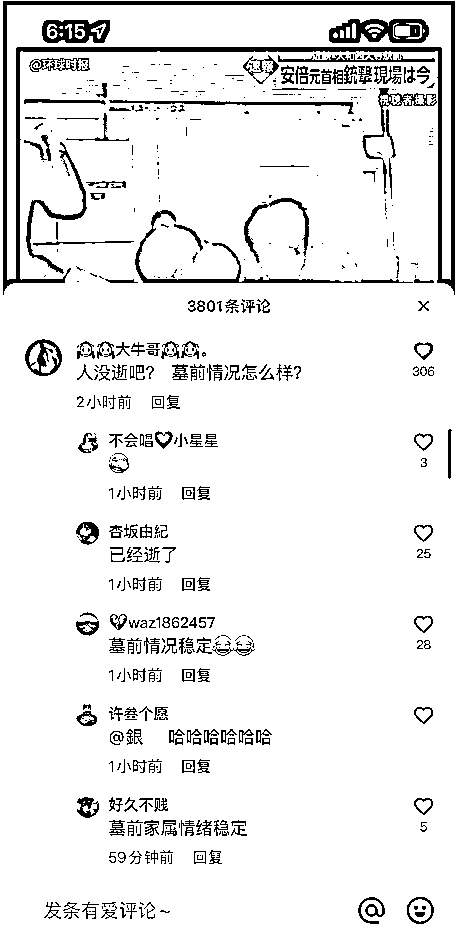 6:15
@环球时报
速報
安倍元首相銃撃現場は今
視聴者撮影
3801条评论
大牛哥。
人没逝吧? 墓前情况怎么样?
306
2小时前 回复
不会唱♥小星星
3
1小时前 回复
杏坂由紀
已经逝了
25
1小时前 回复
💔waz1862457
墓前情况稳定😂😂
28
1小时前 回复
许叁个愿
@銀 哈哈哈哈哈哈
1小时前 回复
好久不贱
墓前家属情绪稳定
5
59分钟前 回复
发条有爱评论~